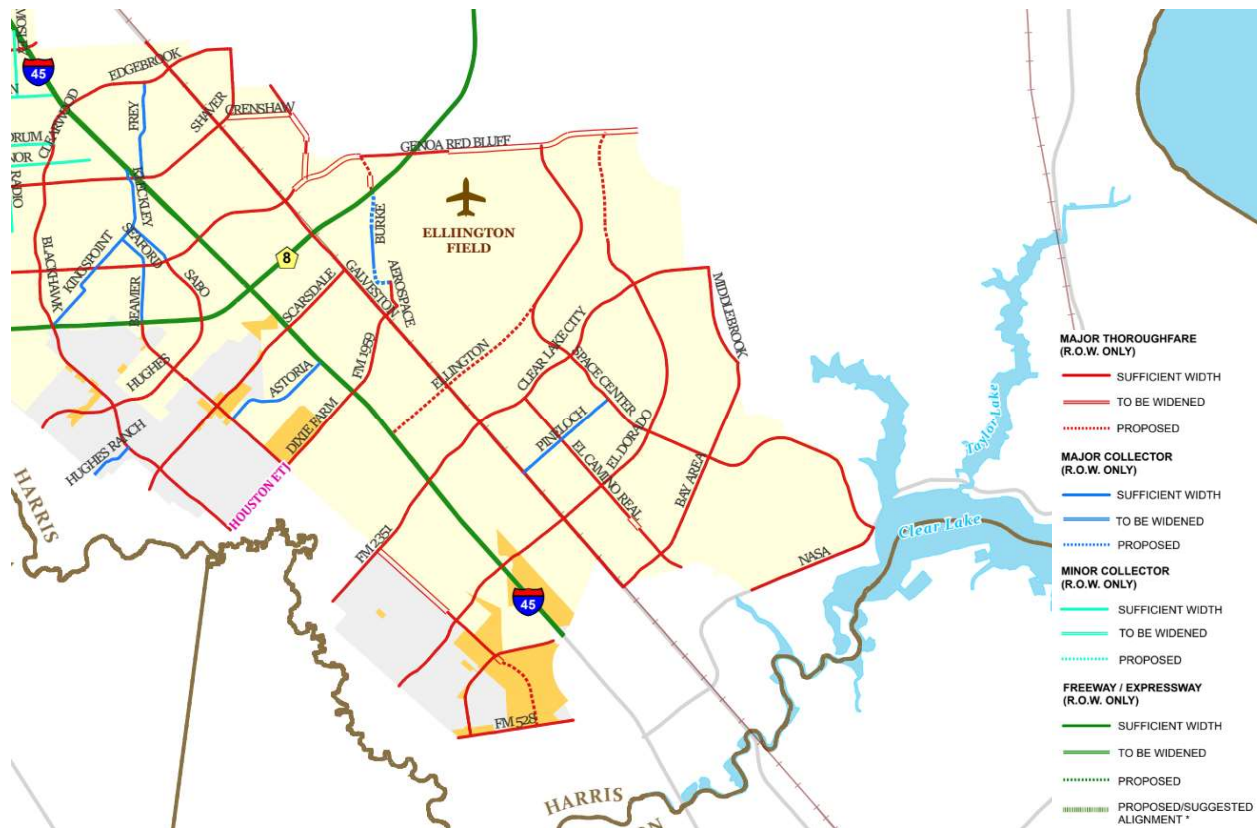 MOSLEY
45
EDGEBROOK
FREY
SHAVER
CRENSHAW
CLEARWOOD
ORUM
NOR
RADIO
KLECKLEY
GENOA RED BLUFF
ELLIINGTON
FIELD
BURKE
AEROSPACE
8
BLACKHAWK
KINGSPOINT
SEAFORD
SABO
BEAMER
SCARSDALE
GALVESTON
HUGHES
ASTORIA
FM 1959
DIXIE FARM
ELLINGTON
CLEAR LAKE CITY
SPACE CENTER
MIDDLEBROOK
PINELOCH
EL DORADO
EL CAMINO REAL
BAY AREA
HUGHES RANCH
HOUSTON ETJ
HARRIS
FM 2351
NASA
45
FM 528
HARRIS
Taylor Lake
Clear Lake
MAJOR THOROUGHFARE
(R.O.W. ONLY)
SUFFICIENT WIDTH
TO BE WIDENED
PROPOSED
MAJOR COLLECTOR
(R.O.W. ONLY)
SUFFICIENT WIDTH
TO BE WIDENED
PROPOSED
MINOR COLLECTOR
(R.O.W. ONLY)
SUFFICIENT WIDTH
TO BE WIDENED
PROPOSED
FREEWAY / EXPRESSWAY
(R.O.W. ONLY)
SUFFICIENT WIDTH
TO BE WIDENED
PROPOSED
PROPOSED/SUGGESTED
ALIGNMENT *